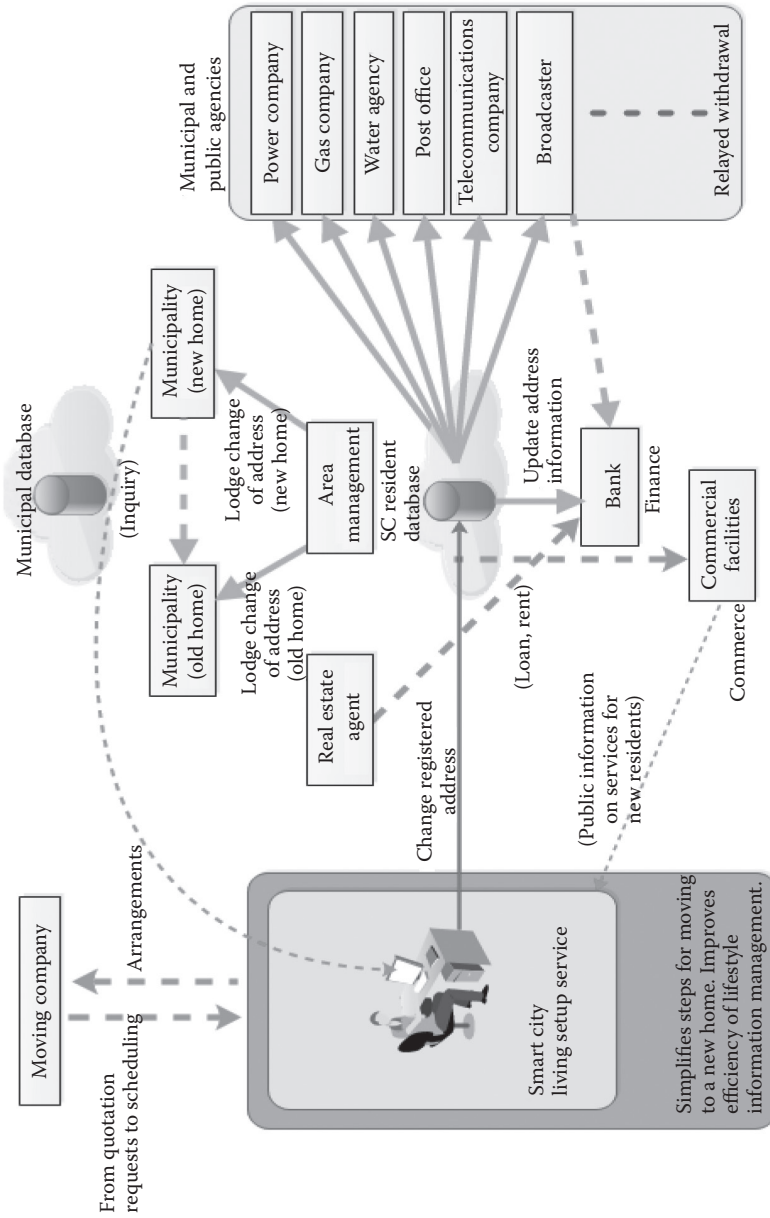 From quotation
requests to scheduling
Moving company
Arrangements
Simplifies steps for moving
to a new home. Improves
efficiency of lifestyle
information management.
Smart city
living setup service
Municipal database
(Inquiry)
Municipality
(old home)
Municipality
(new home)
Lodge change
of address
(old home)
Lodge change
of address
(new home)
Real estate
agent
Area
management
SC resident
database
Change registered
address
(Loan, rent)
Update address
information
Bank
Finance
(Public information
on services for
new residents)
Commercial
facilities
Commerce
Municipal and
public agencies
Power company
Gas company
Water agency
Post office
Telecommunications
company
Broadcaster
Relayed withdrawal